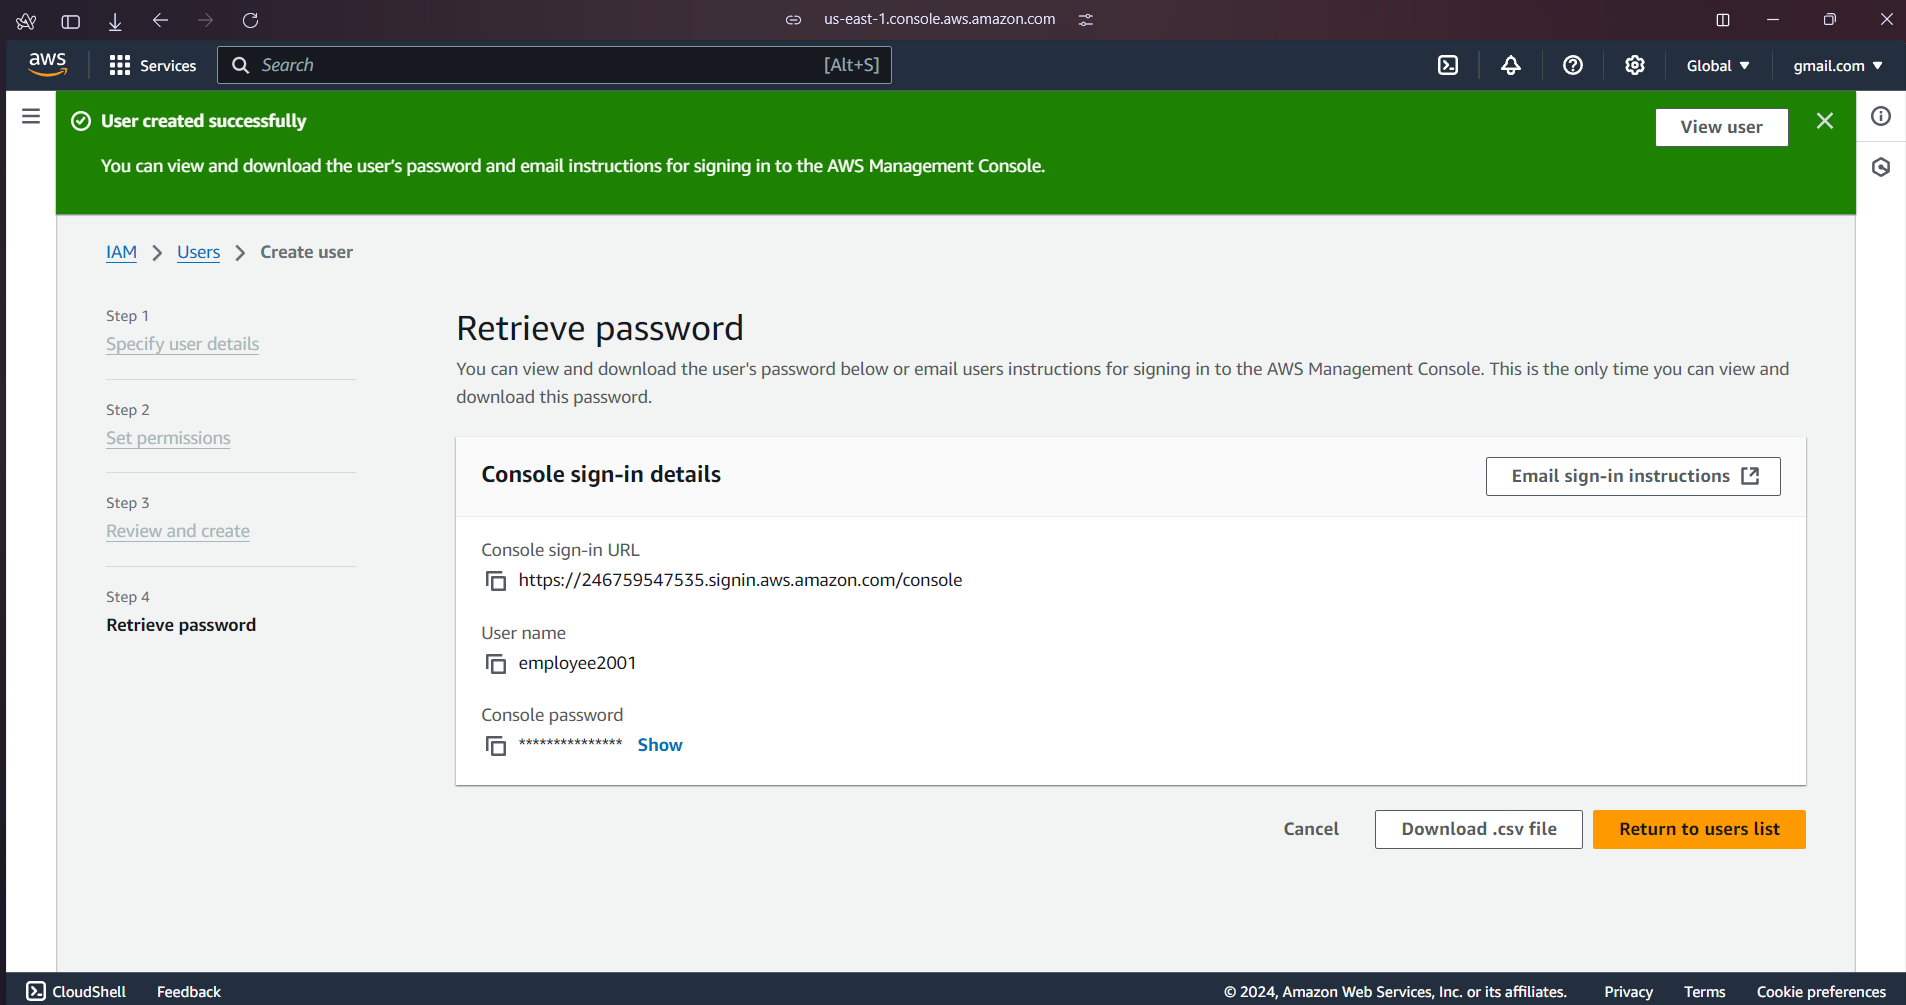 us-east-1.console.aws.amazon.com
aws
Services
Search
[Alt+S]
Global
gmail.com
User created successfully
View user
You can view and download the user's password and email instructions for signing in to the AWS Management Console.
IAM
Users
Create user
Step 1
Specify user details
Step 2
Set permissions
Step 3
Review and create
Step 4
Retrieve password
Retrieve password
You can view and download the user's password below or email users instructions for signing in to the AWS Management Console. This is the only time you can view and
download this password.
Console sign-in details
Email sign-in instructions
Console sign-in URL
https://246759547535.signin.aws.amazon.com/console
User name
employee2001
Console password
*************** Show
Cancel
Download .csv file
Return to users list
CloudShell
Feedback
© 2024, Amazon Web Services, Inc. or its affiliates.
Privacy
Terms
Cookie preferences